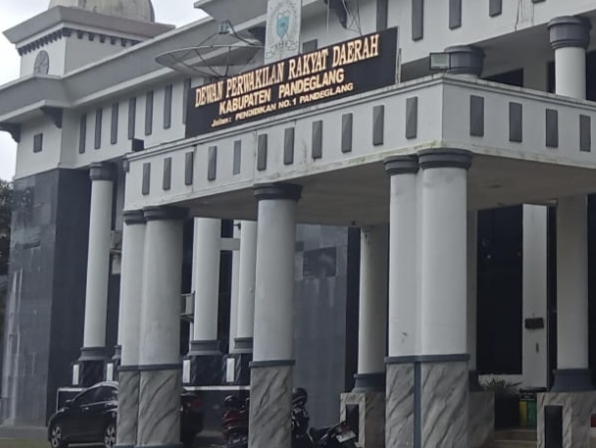 DEWAN PERWAKILAN RAKYAT DAERAH
KABUPATEN PANDEGLANG
Jalan: PENDIDIKAN NO. 1 PANDEGLANG